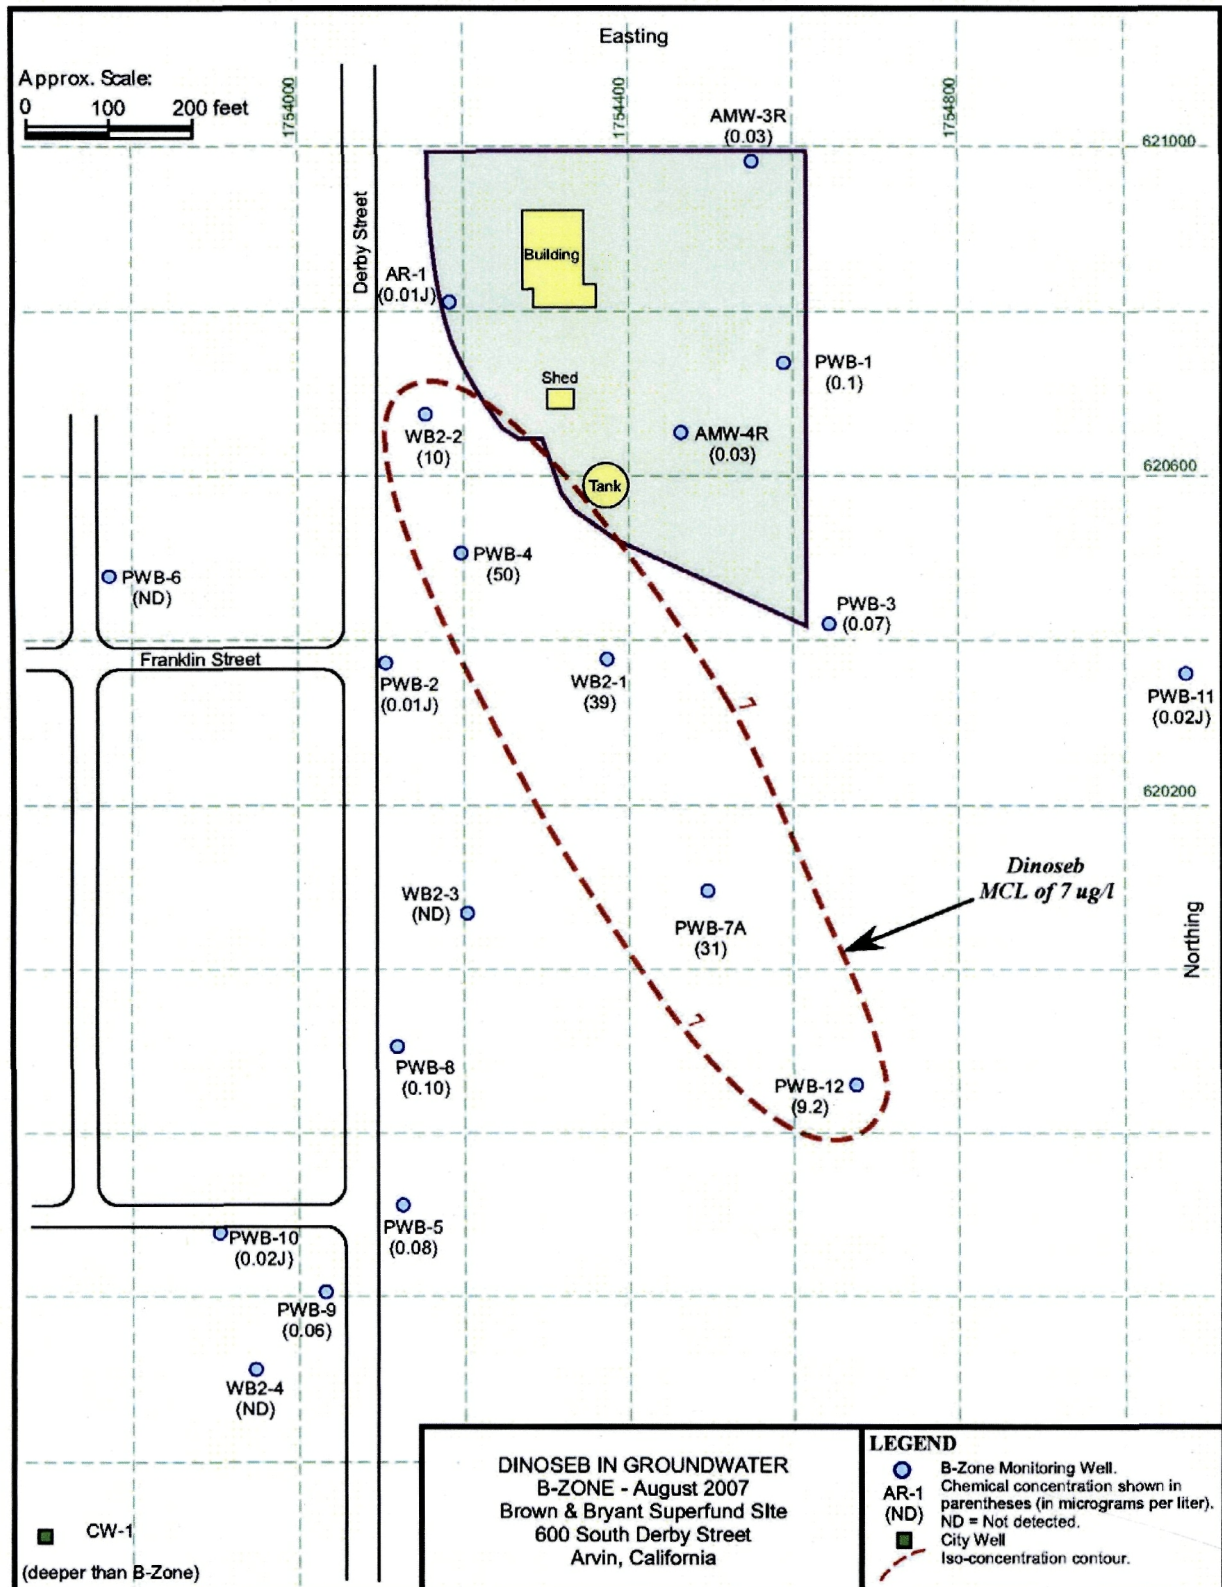 Easting
Approx. Scale:
0 100 200 feet
1754000
1754400
1754800
AMW-3R
(0.03)
621000
Derby Street
Building
AR-1
(0.01J)
PWB-1
(0.1)
Shed
WB2-2
(10)
AMW-4R
(0.03)
620600
Tank
PWB-4
(50)
PWB-6
(ND)
PWB-3
(0.07)
Franklin Street
PWB-2
(0.01J)
WB2-1
(39)
PWB-11
(0.02J)
7
620200
Dinoseb
MCL of 7 ug/l
WB2-3
(ND)
PWB-7A
(31)
Northing
7
PWB-8
(0.10)
PWB-12
(9.2)
PWB-5
(0.08)
PWB-10
(0.02J)
PWB-9
(0.06)
WB2-4
(ND)
CW-1
(deeper than B-Zone)
DINOSEB IN GROUNDWATER
B-ZONE - August 2007
Brown & Bryant Superfund Site
600 South Derby Street
Arvin, California
LEGEND
B-Zone Monitoring Well.
AR-1 Chemical concentration shown in
(ND) parentheses (in micrograms per liter).
ND = Not detected.
City Well
Iso-concentration contour.